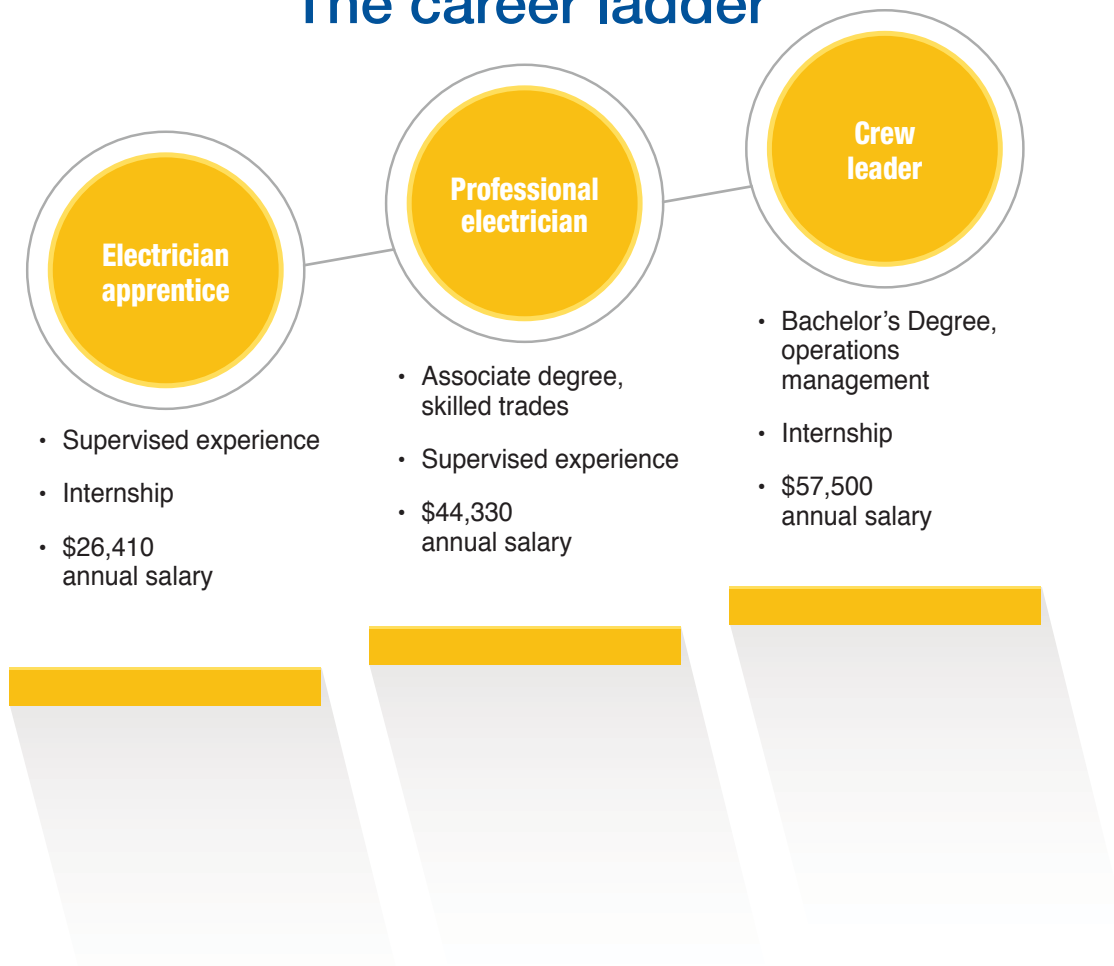 The career ladder
Electrician
apprentice
• Supervised experience
• Internship
• $26,410
annual salary
Professional
electrician
• Associate degree,
skilled trades
• Supervised experience
• $44,330
annual salary
Crew
leader
• Bachelor’s Degree,
operations
management
• Internship
• $57,500
annual salary